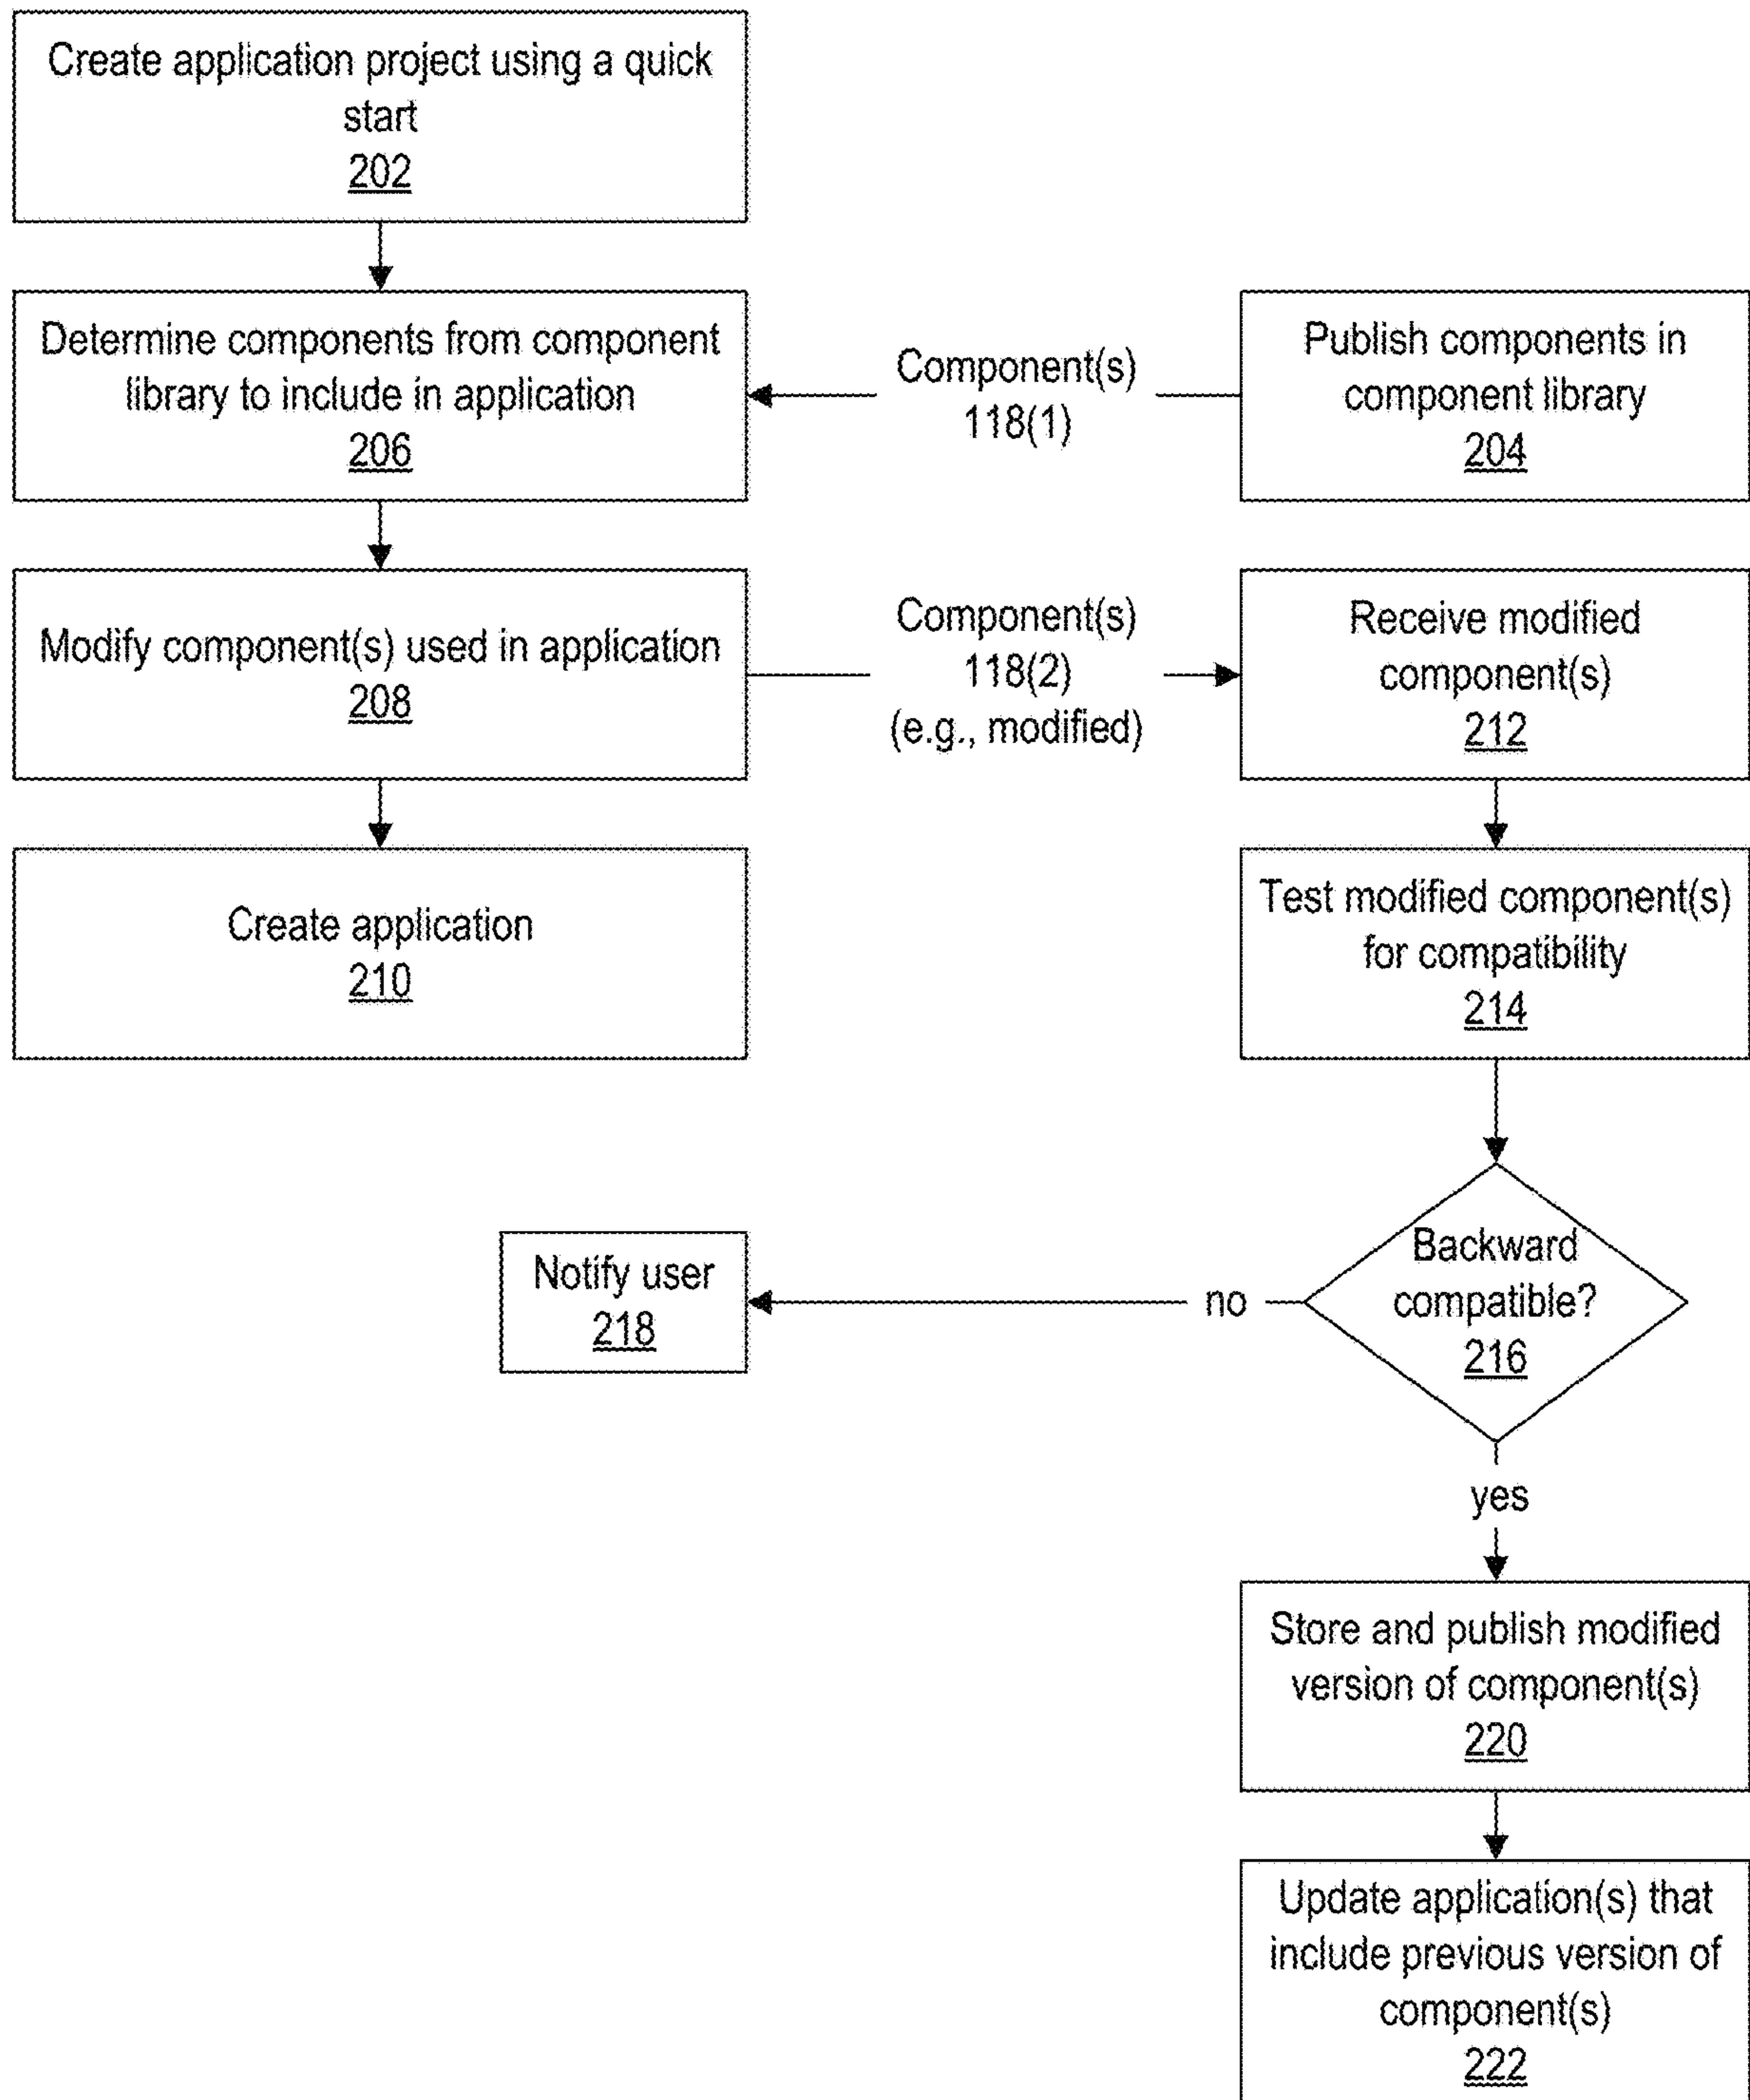 Create application project using a quick
start
202
Determine components from component
library to include in application
206
Component(s)
118(1)
Publish components in
component library
204
Modify component(s) used in application
208
Component(s)
118(2)
(e.g., modified)
Receive modified
component(s)
212
Create application
210
Test modified component(s)
for compatibility
214
Backward
compatible?
216
no
Notify user
218
yes
Store and publish modified
version of component(s)
220
Update application(s) that
include previous version of
component(s)
222